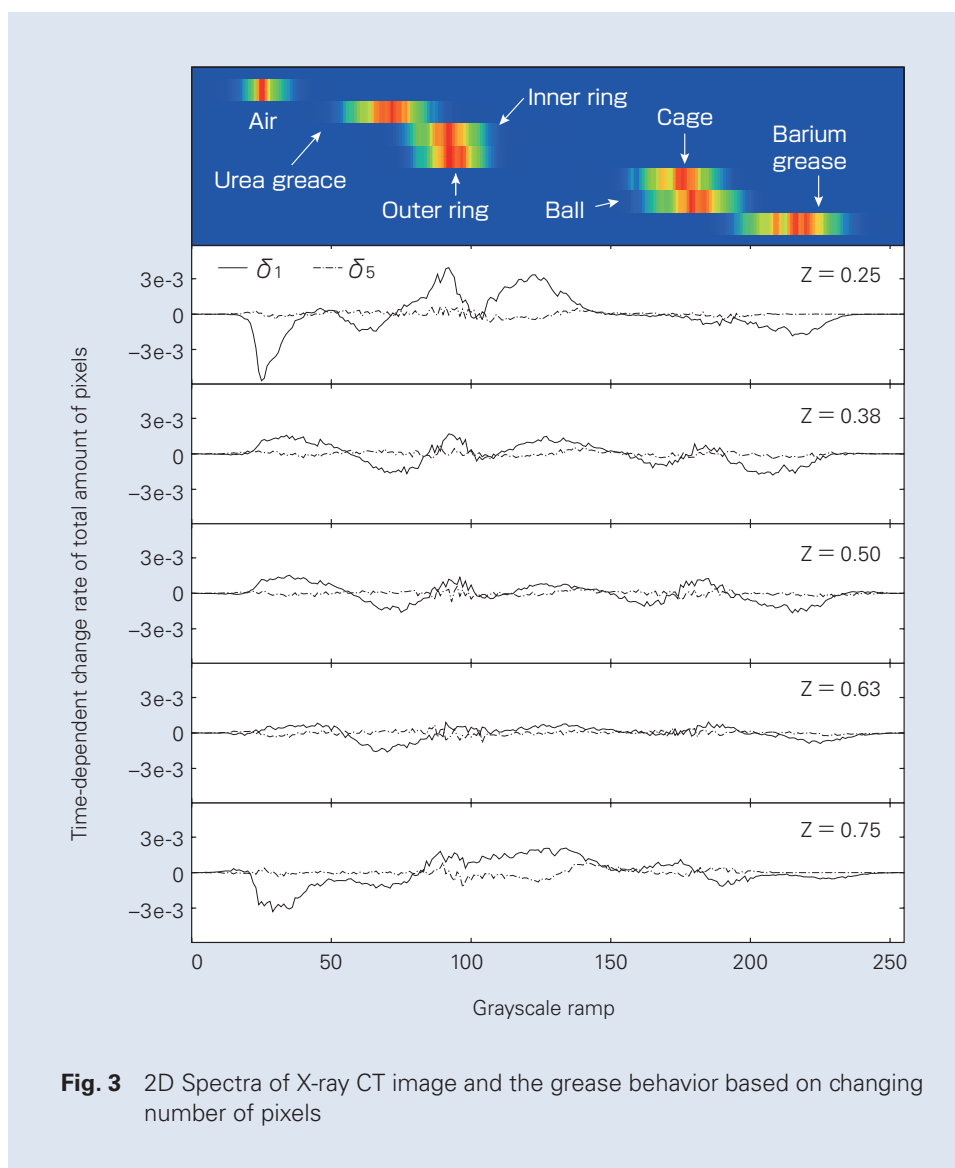 Air
Inner ring
Cage
Barium
grease
Urea greace
Outer ring
Ball
δ1 δ5 Z = 0.25
3e-3
0
−3e-3
Z = 0.38
3e-3
0
−3e-3
Z = 0.50
3e-3
0
−3e-3
Z = 0.63
3e-3
0
−3e-3
Z = 0.75
3e-3
0
−3e-3
0 50 100 150 200 250
Time-dependent change rate of total amount of pixels
Grayscale ramp
Fig. 3 2D Spectra of X-ray CT image and the grease behavior based on changing
number of pixels